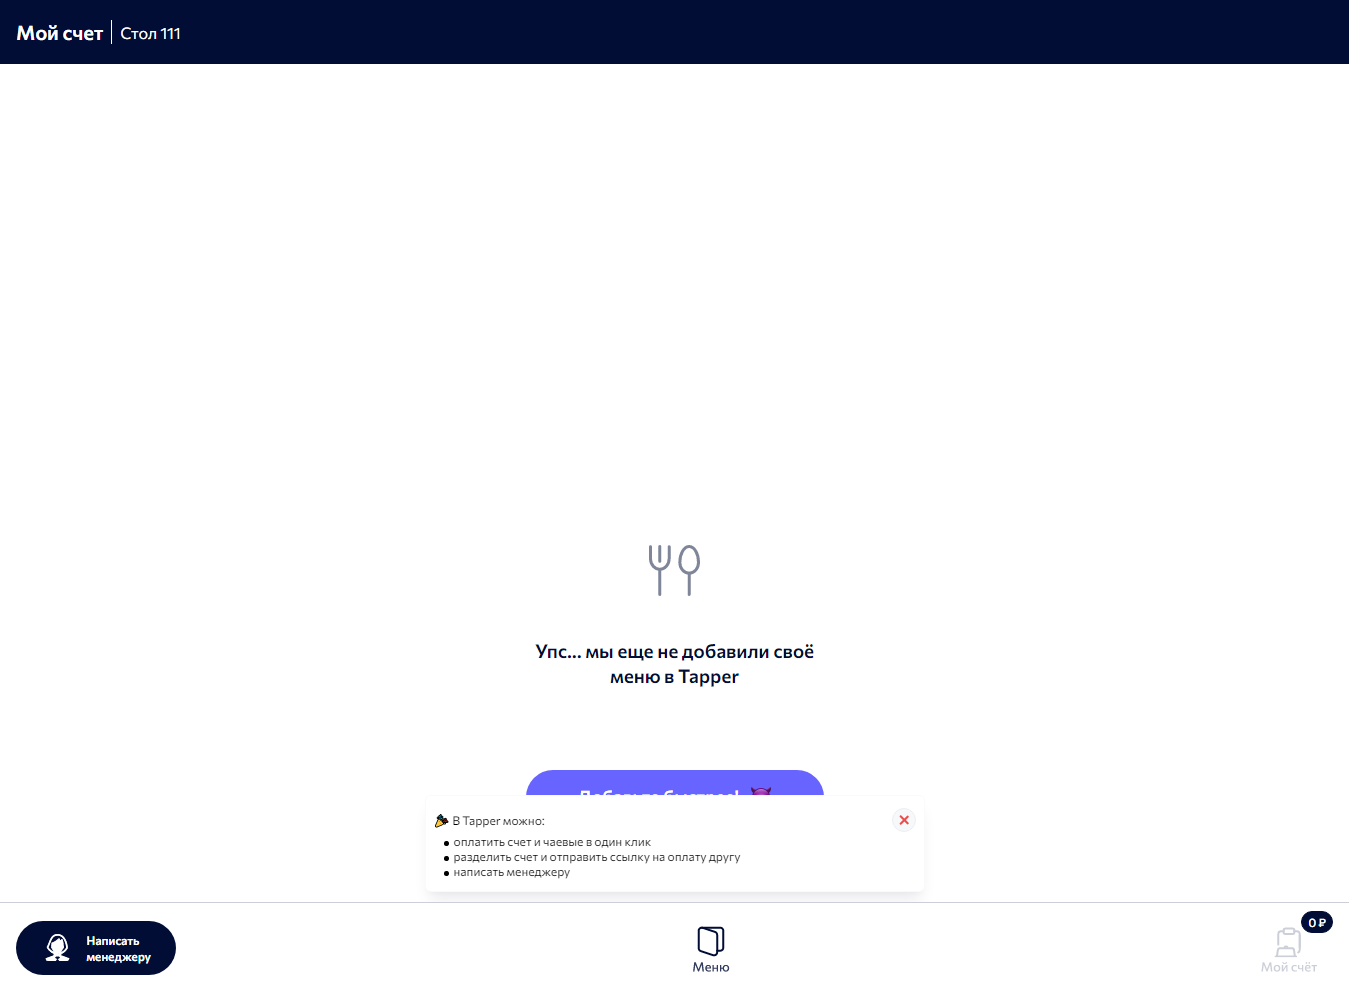 Мой счет
Стол 111
Упс... мы еще не добавили своё
меню в Tapper
В Tapper можно:
оплатить счет и чаевые в один клик
разделить счет и отправить ссылку на оплату другу
написать менеджеру
Написать
менеджеру
Меню
0 ₽
Мой счёт